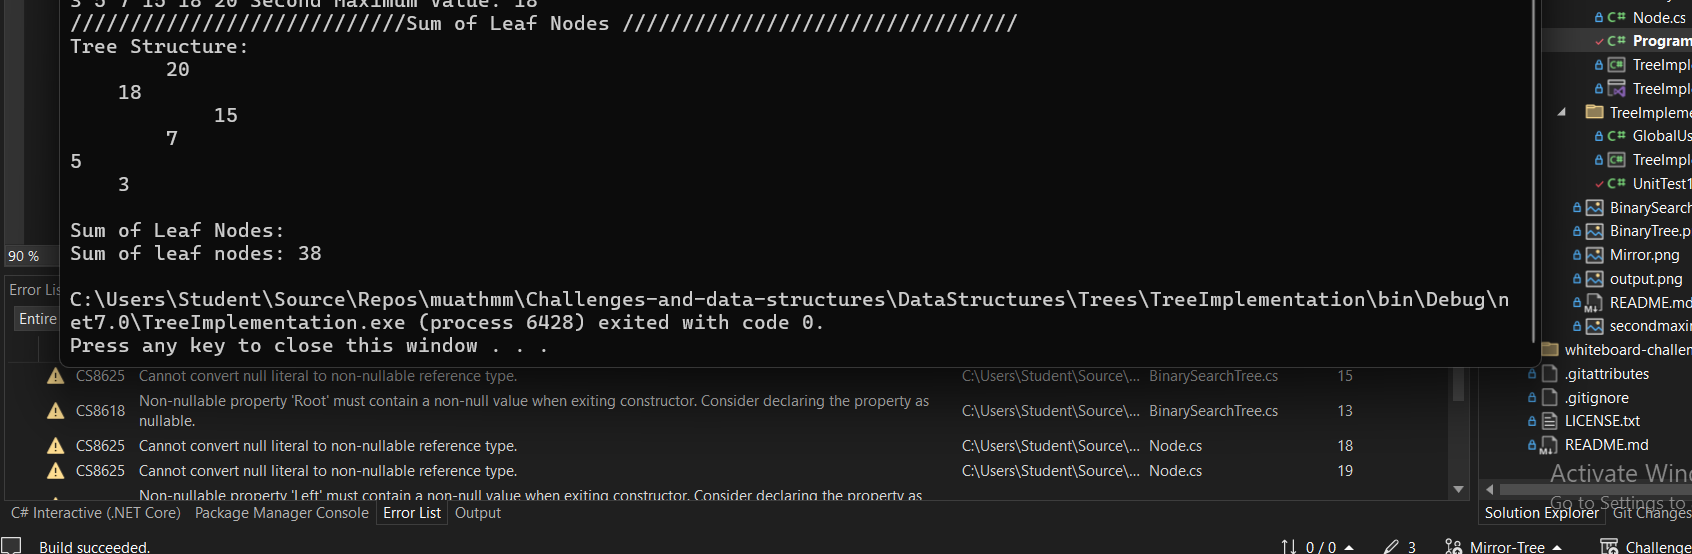 3 5 7 15 18 20 Second Maximum Value: 18
////////////////////////////Sum of Leaf Nodes /////////////////////////////////
Tree Structure:
20
18
15
7
5
3
Sum of Leaf Nodes:
Sum of leaf nodes: 38
C:\Users\Student\Source\Repos\muathmm\Challenges-and-data-structures\DataStructures\Trees\TreeImplementation\bin\Debug\n
et7.0\TreeImplementation.exe (process 6428) exited with code 0.
Press any key to close this window . . .
90 %
Error Lis
Entire
CS8625 Cannot convert null literal to non-nullable reference type. C:\Users\Student\Source\... BinarySearchTree.cs 15
CS8618 Non-nullable property 'Root' must contain a non-null value when exiting constructor. Consider declaring the property as
nullable. C:\Users\Student\Source\... BinarySearchTree.cs 13
CS8625 Cannot convert null literal to non-nullable reference type. C:\Users\Student\Source\... Node.cs 18
CS8625 Cannot convert null literal to non-nullable reference type. C:\Users\Student\Source\... Node.cs 19
Non-nullable property 'Left' must contain a non-null value when exiting constructor. Consider declaring the property as
C# Interactive (.NET Core) Package Manager Console Error List Output
Build succeeded.
0 / 0 3 Mirror-Tree Challenge
C# Node.cs
C# Program
C# TreeImpl
TreeImpl
TreeImpleme
C# GlobalUs
C# TreeImpl
C# UnitTest1
BinarySearch
BinaryTree.p
Mirror.png
output.png
README.md
secondmaxin
whiteboard-challen
.gitattributes
.gitignore
LICENSE.txt
README.md
Activate Wind
Go to Settings to
Solution Explorer Git Changes